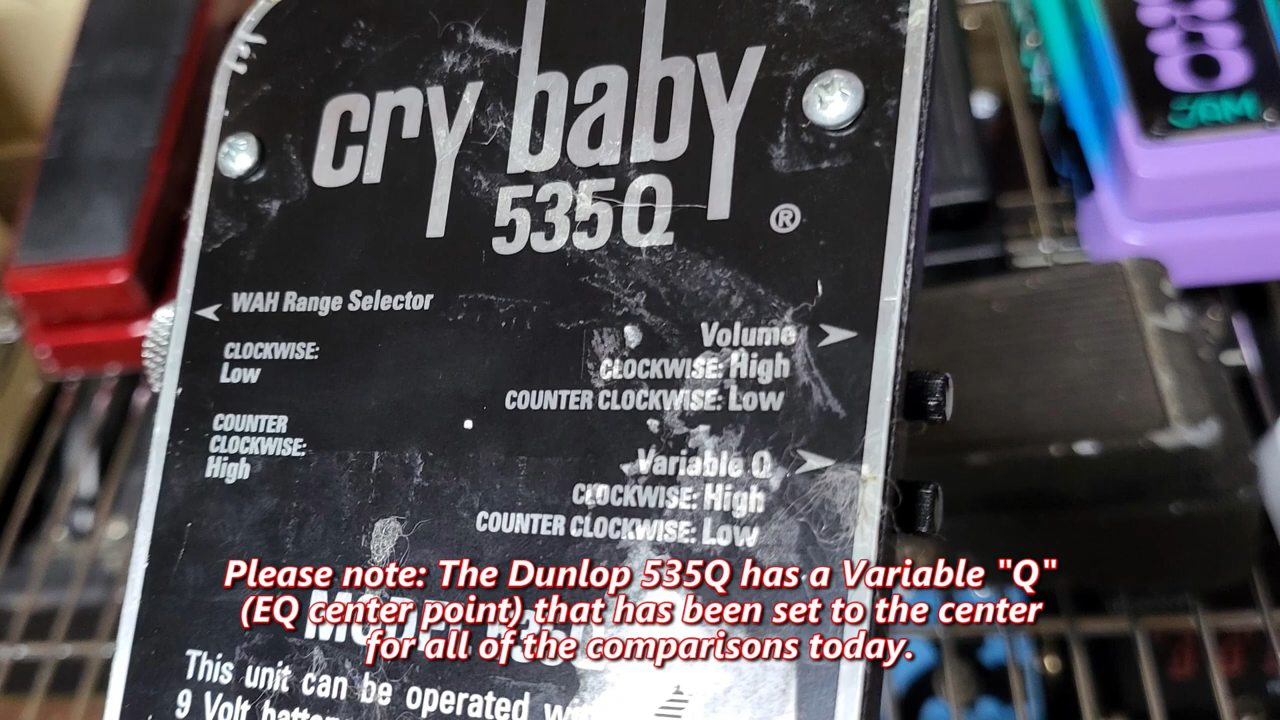 cry baby
535Q
®
WAH Range Selector
CLOCKWISE:
Low
COUNTER
CLOCKWISE:
High
Volume
CLOCKWISE: High
COUNTER CLOCKWISE: Low
Variable Q
CLOCKWISE: High
COUNTER CLOCKWISE: Low
Please note: The Dunlop 535Q has a Variable "Q"
(EQ center point) that has been set to the center
for all of the comparisons today.
This unit can be operated
9 Volt
JAM